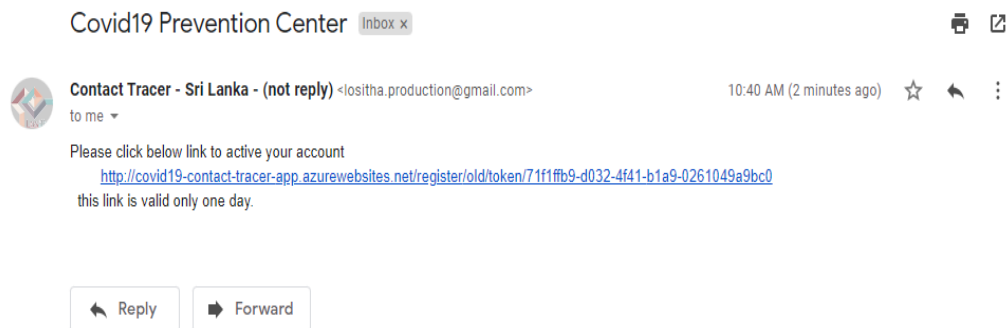 Covid19 Prevention Center Inbox x
Contact Tracer - Sri Lanka - (not reply) <lositha.production@gmail.com> 10:40 AM (2 minutes ago)
to me
Please click below link to active your account
http://covid19-contact-tracer-app.azurewebsites.net/register/old/token/71f1ffb9-d032-4f41-b1a9-0261049a9bc0
this link is valid only one day.
Reply Forward